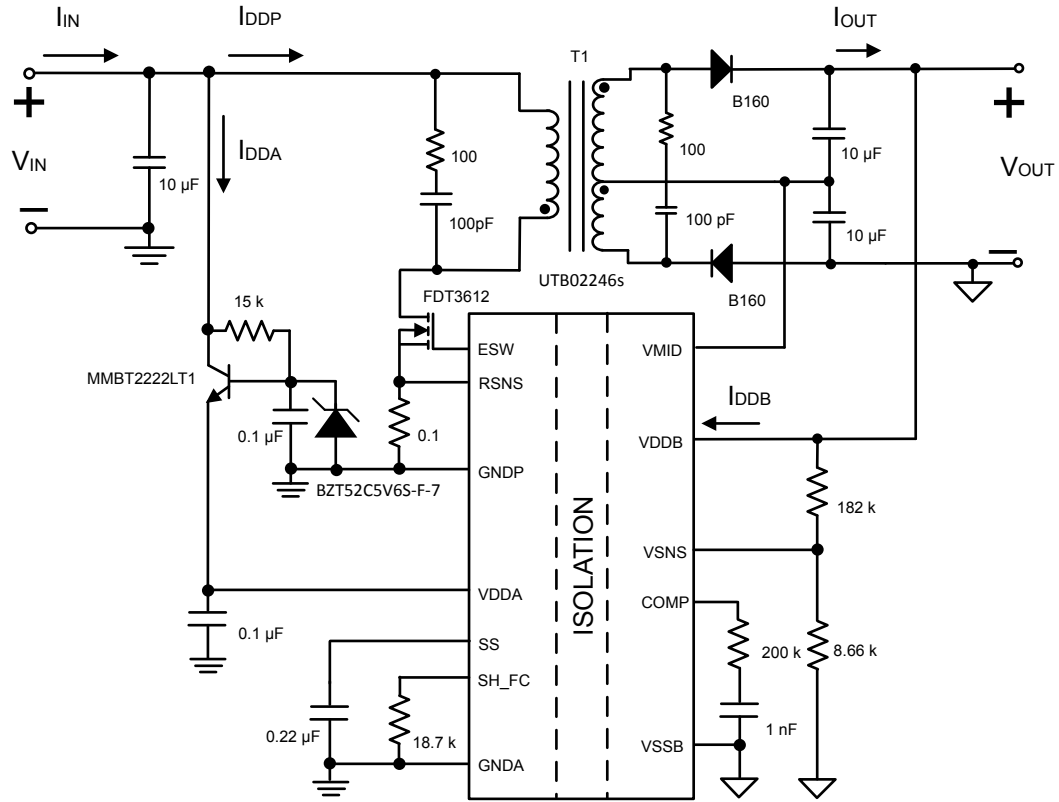 IIN
IDDP
IOUT
T1
B160
+
+
IDDA
100
100
10 µF
VIN
10 µF
VOUT
–
100pF
100 pF
10 µF
–
UTB02246s
B160
15 k
FDT3612
ESW
VMID
MMBT2222LT1
RSNS
IDDB
0.1 µF
0.1
VDDB
BZT52C5V6S-F-7
GNDP
182 k
ISOLATION
VSNS
VDDA
COMP
0.1 µF
SS
200 k
8.66 k
SH_FC
0.22 µF
18.7 k
1 nF
VSSB
GNDA